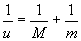 1/u = 1/M + 1/m